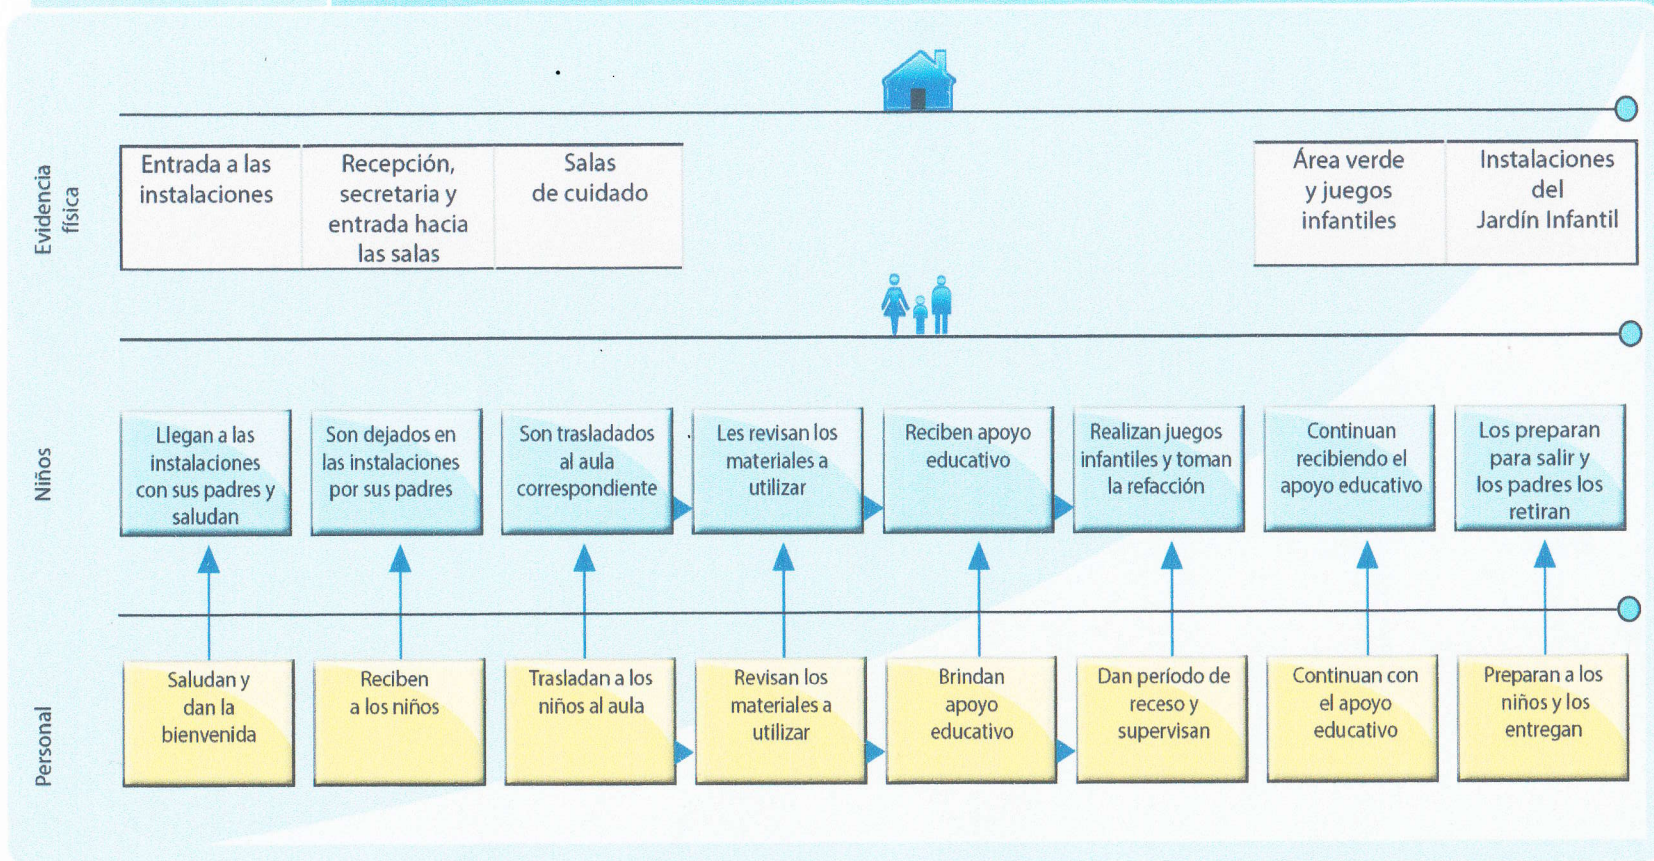 Evidencia
física
Entrada a las
instalaciones
Recepción,
secretaria y
entrada hacia
las salas
Salas
de cuidado
Área verde
y juegos
infantiles
Instalaciones
del
Jardín Infantil
Niños
Llegan a las
instalaciones
con sus padres y
saludan
Son dejados en
las instalaciones
por sus padres
Son trasladados
al aula
correspondiente
Les revisan los
materiales a
utilizar
Reciben apoyo
educativo
Realizan juegos
infantiles y toman
la refacción
Continuan
recibiendo el
apoyo educativo
Los preparan
para salir y
los padres los
retiran
Personal
Saludan y
dan la
bienvenida
Reciben
a los niños
Trasladan a los
niños al aula
Revisan los
materiales a
utilizar
Brindan
apoyo
educativo
Dan período de
receso y
supervisan
Continuan con
el apoyo
educativo
Preparan a los
niños y los
entregan